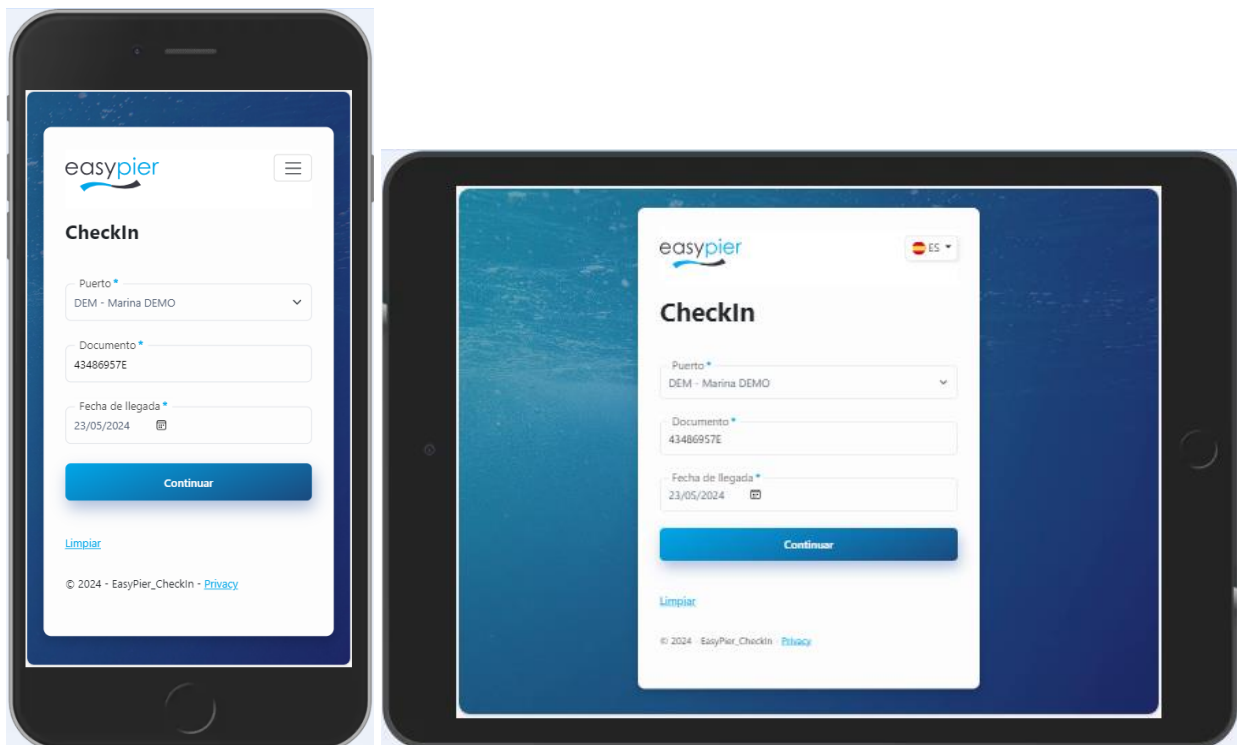 easypier
CheckIn
Puerto *
DEM - Marina DEMO
Documento *
43486957E
Fecha de llegada *
23/05/2024
Continuar
Limpiar
© 2024 - EasyPier_CheckIn - Privacy
easypier
ES
CheckIn
Puerto *
DEM - Marina DEMO
Documento *
43486957E
Fecha de llegada *
23/05/2024
Continuar
Limpiar
© 2024 - EasyPier_CheckIn - Privacy